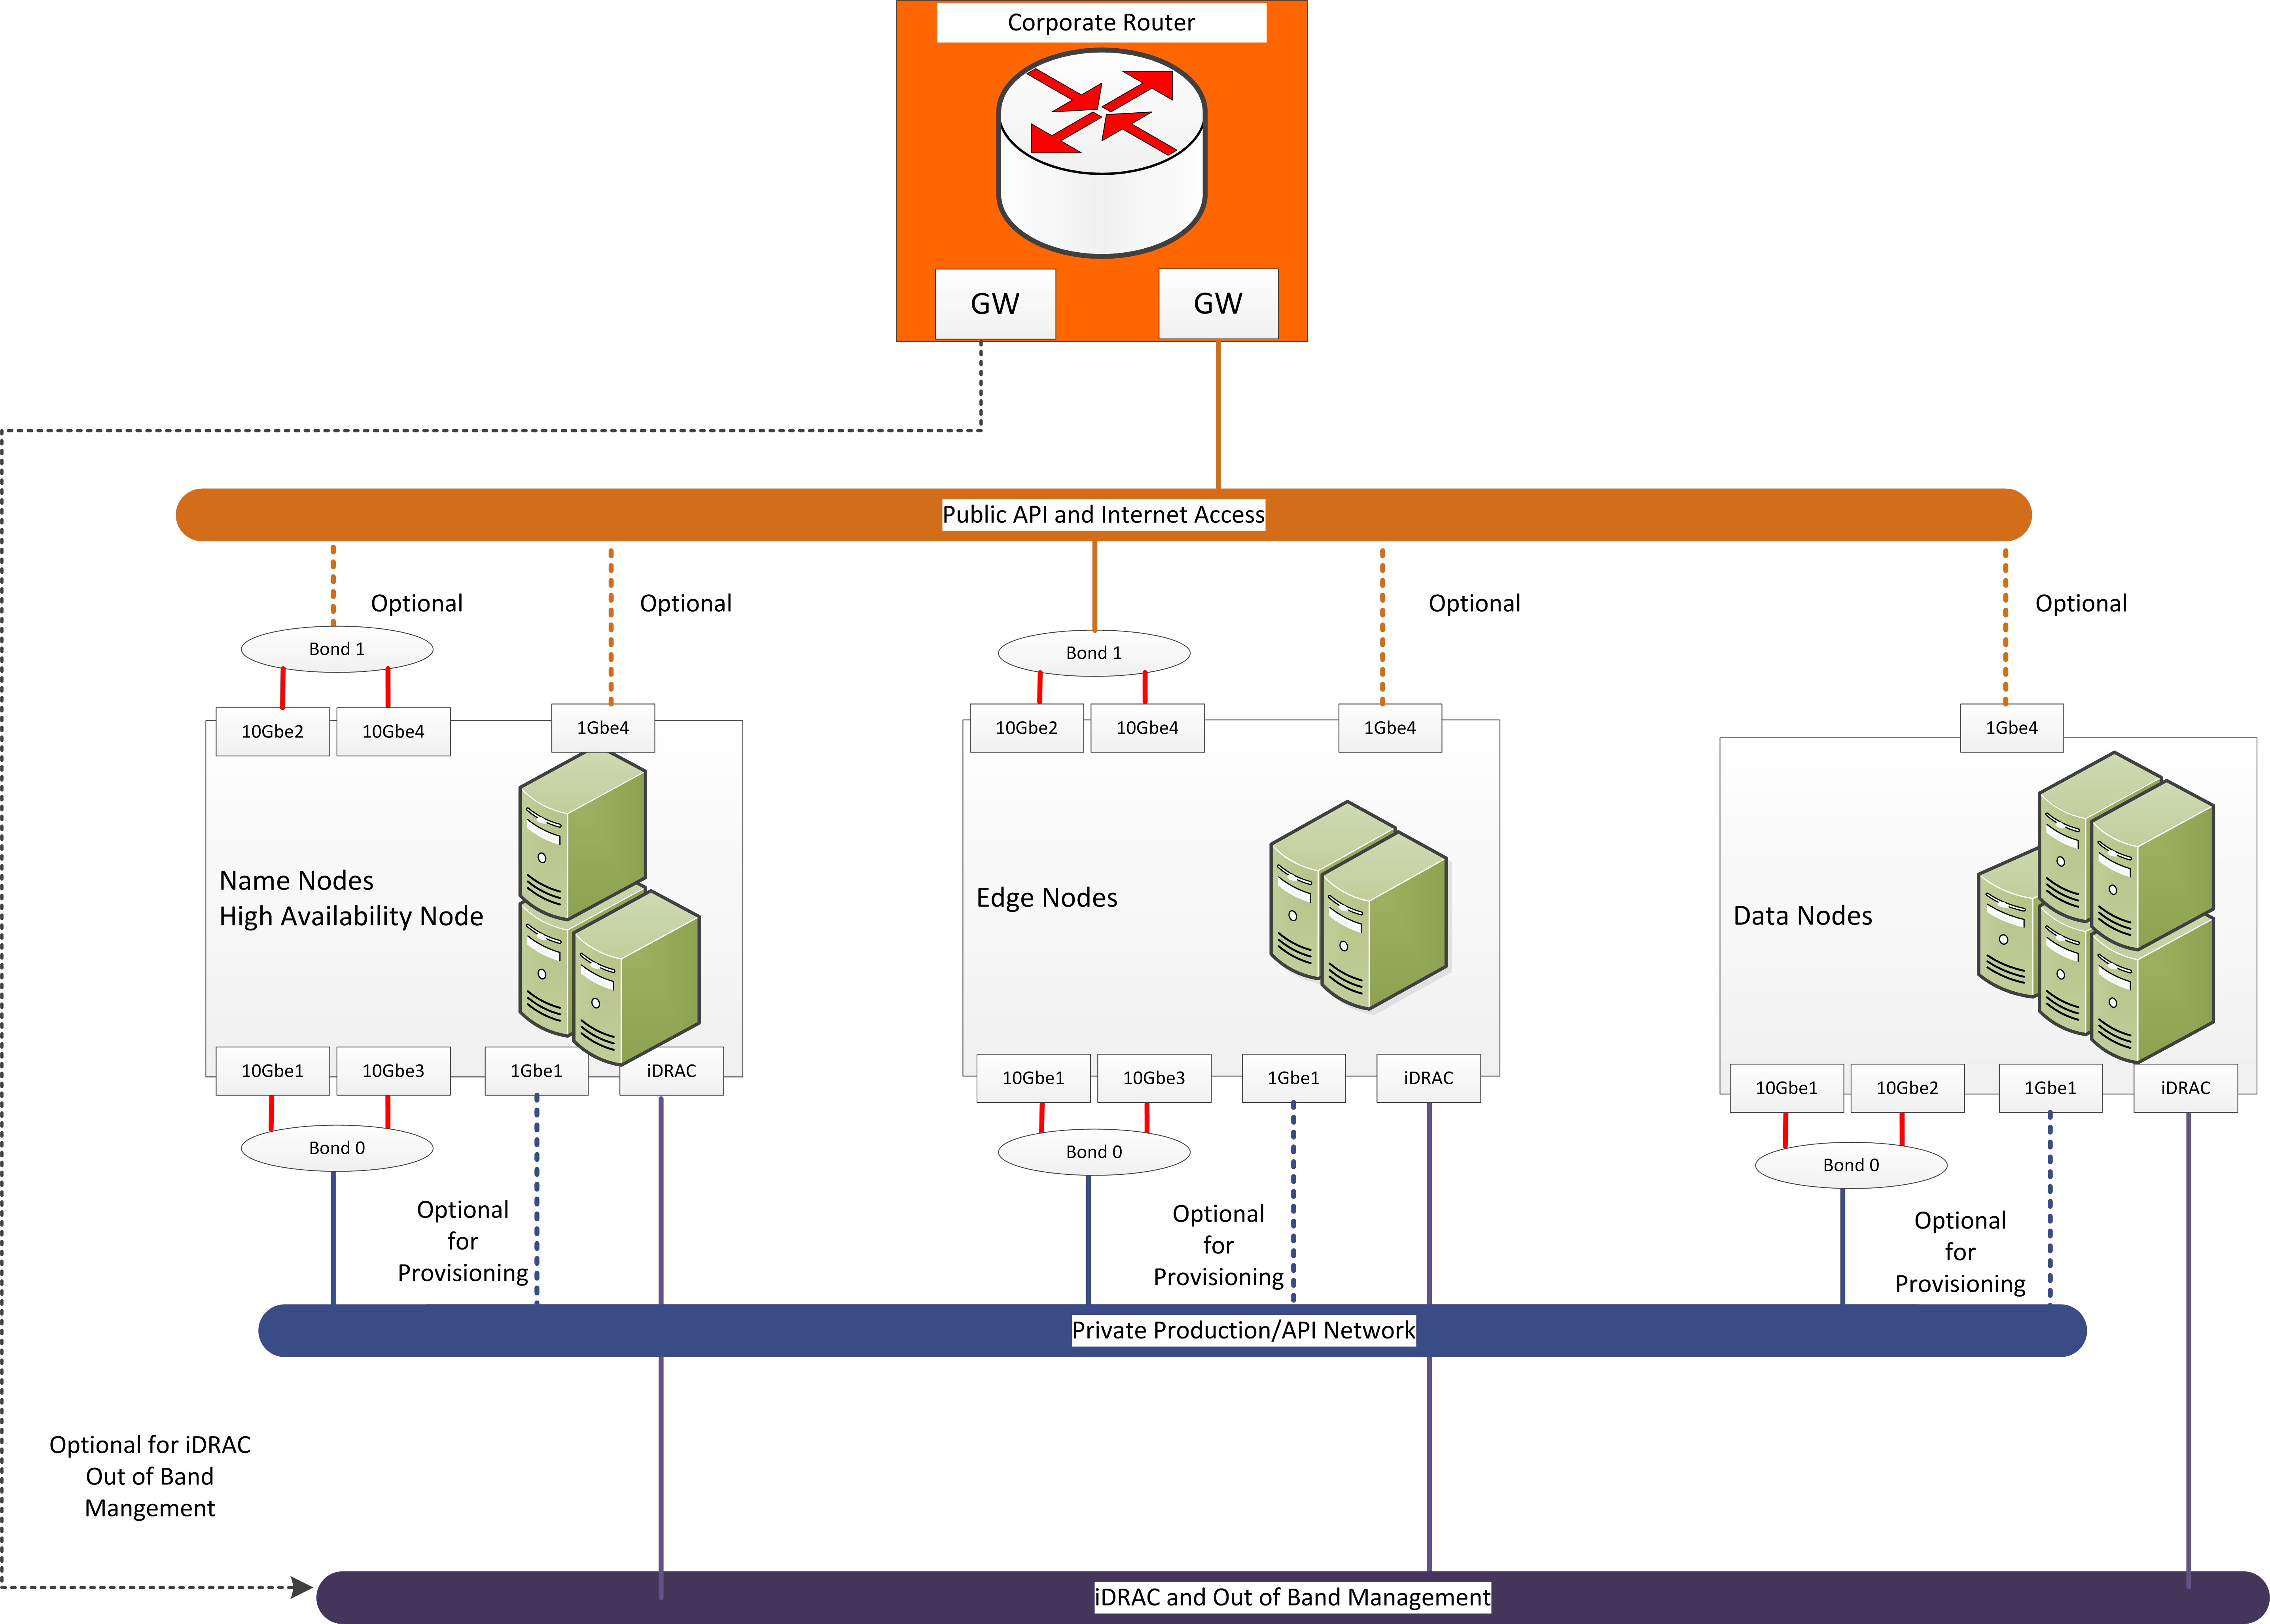 Corporate Router
GW
GW
Public API and Internet Access
Optional
Optional
Optional
Optional
Bond 1
Bond 1
10Gbe2
10Gbe4
1Gbe4
10Gbe2
10Gbe4
1Gbe4
1Gbe4
Name Nodes
High Availability Node
Edge Nodes
Data Nodes
10Gbe1
10Gbe3
1Gbe1
iDRAC
10Gbe1
10Gbe3
1Gbe1
iDRAC
10Gbe1
10Gbe2
1Gbe1
iDRAC
Bond 0
Bond 0
Bond 0
Optional
for
Provisioning
Optional
for
Provisioning
Optional
for
Provisioning
Private Production/API Network
Optional for iDRAC
Out of Band
Mangement
iDRAC and Out of Band Management